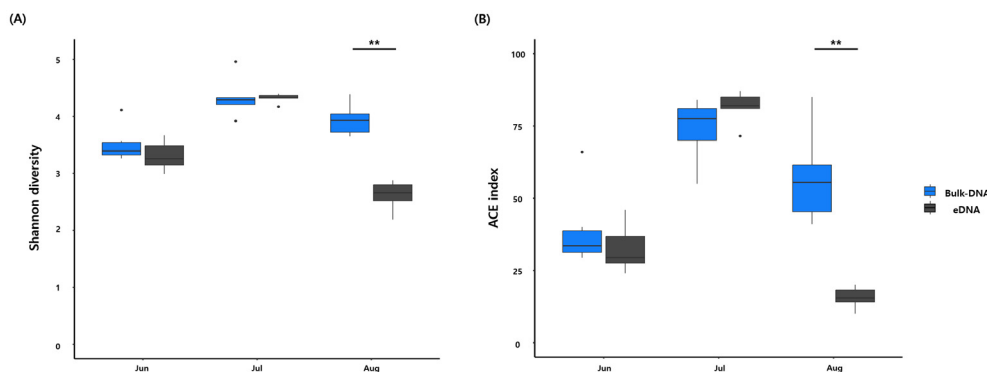 (A)
(B)
Shannon diversity
5
4
3
2
1
0
**
Jun
Jul
Aug
ACE index
100
75
50
25
0
**
Jun
Jul
Aug
Bulk-DNA
eDNA